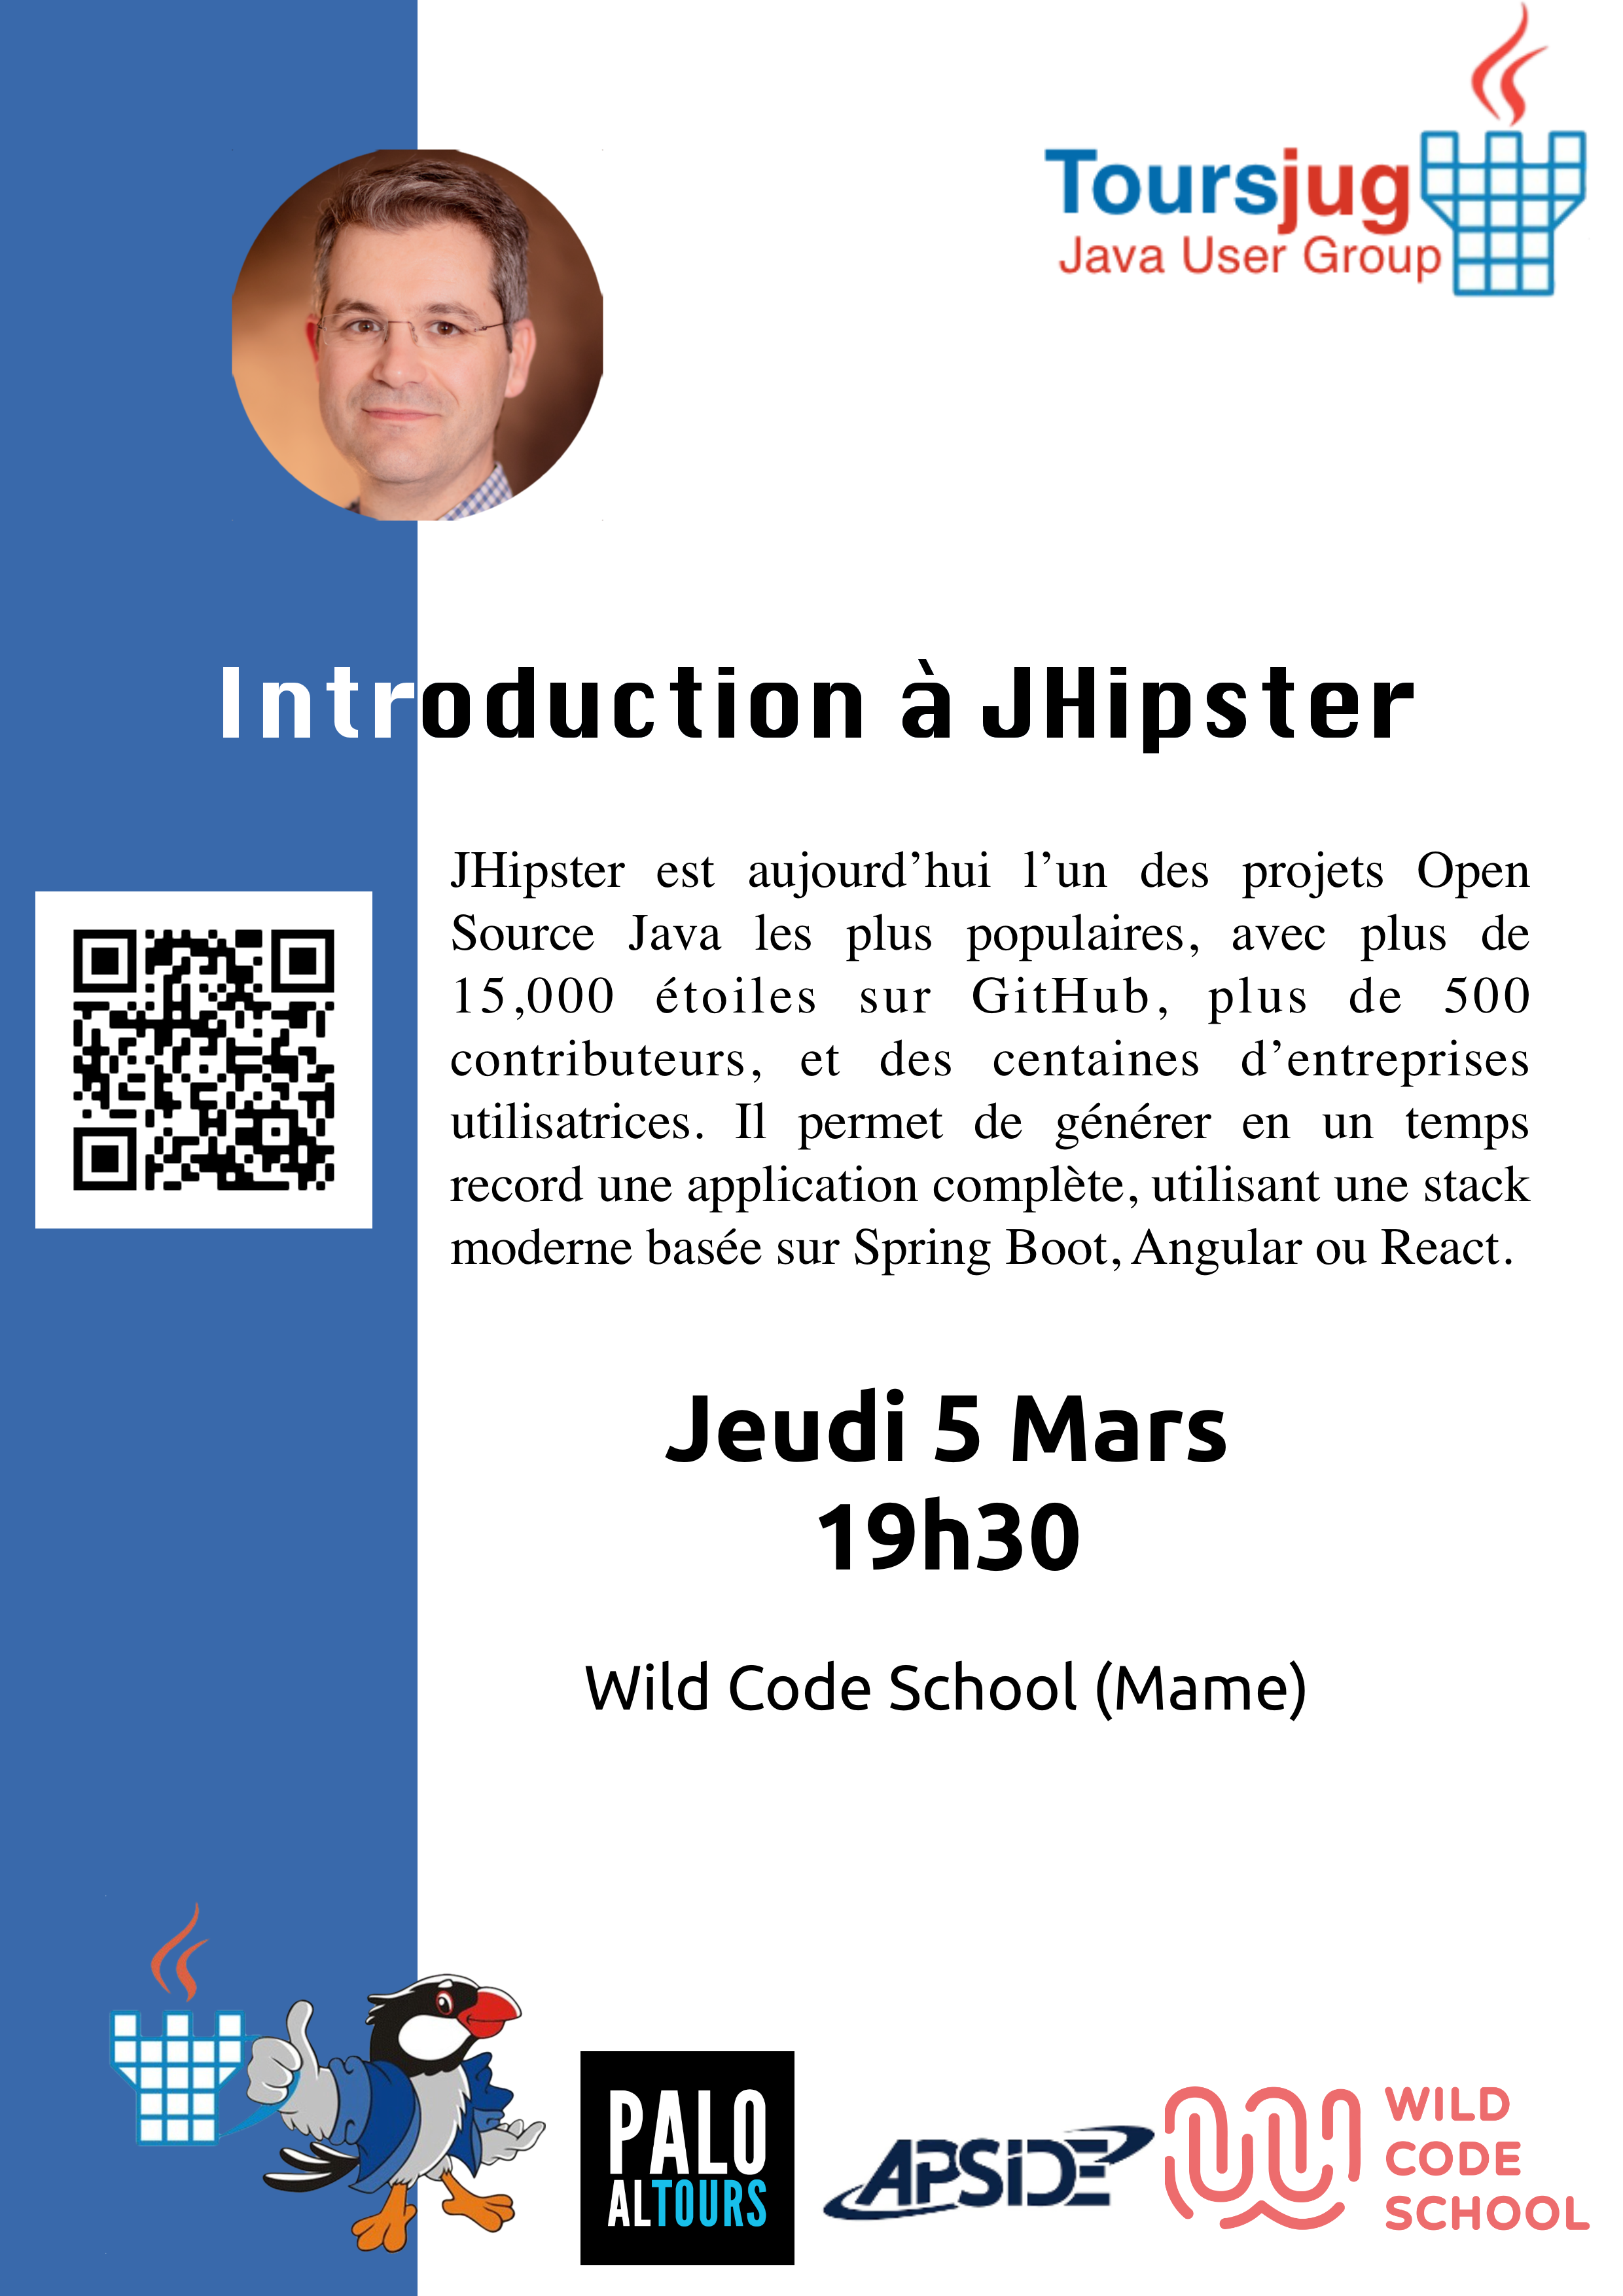 Toursjug
Java User Group
Introduction à JHipster
JHipster est aujourd’hui l’un des projets Open
Source Java les plus populaires, avec plus de
15,000 étoiles sur GitHub, plus de 500
contributeurs, et des centaines d’entreprises
utilisatrices. Il permet de générer en un temps
record une application complète, utilisant une stack
moderne basée sur Spring Boot, Angular ou React.
Jeudi 5 Mars
19h30
Wild Code School (Mame)
PALO
ALTOURS
APSIDE
WILD
CODE
SCHOOL